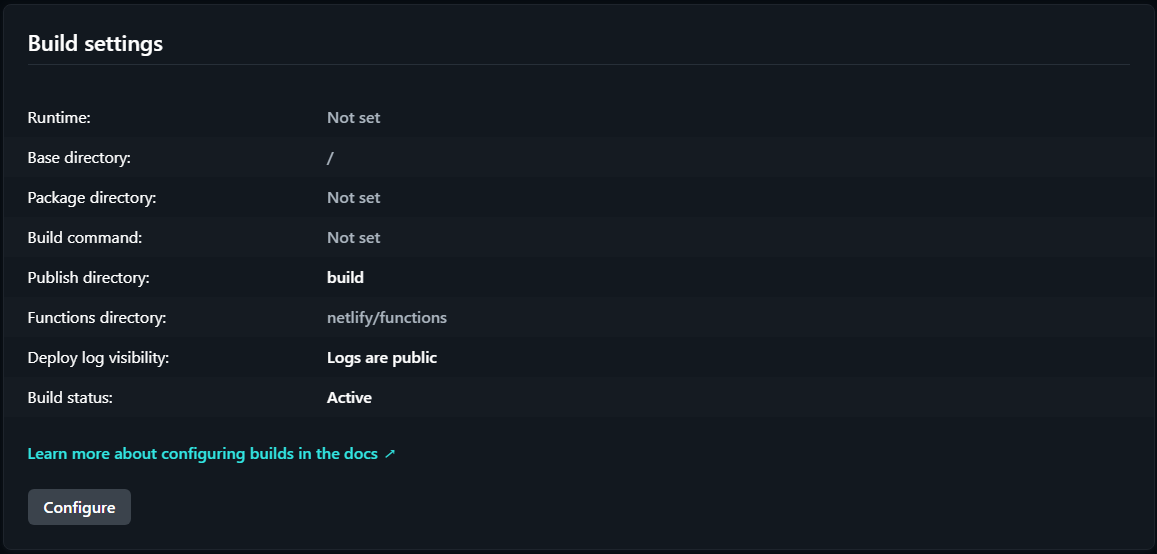 Build settings
Runtime: Not set
Base directory: /
Package directory: Not set
Build command: Not set
Publish directory: build
Functions directory: netlify/functions
Deploy log visibility: Logs are public
Build status: Active
Learn more about configuring builds in the docs ↗
Configure